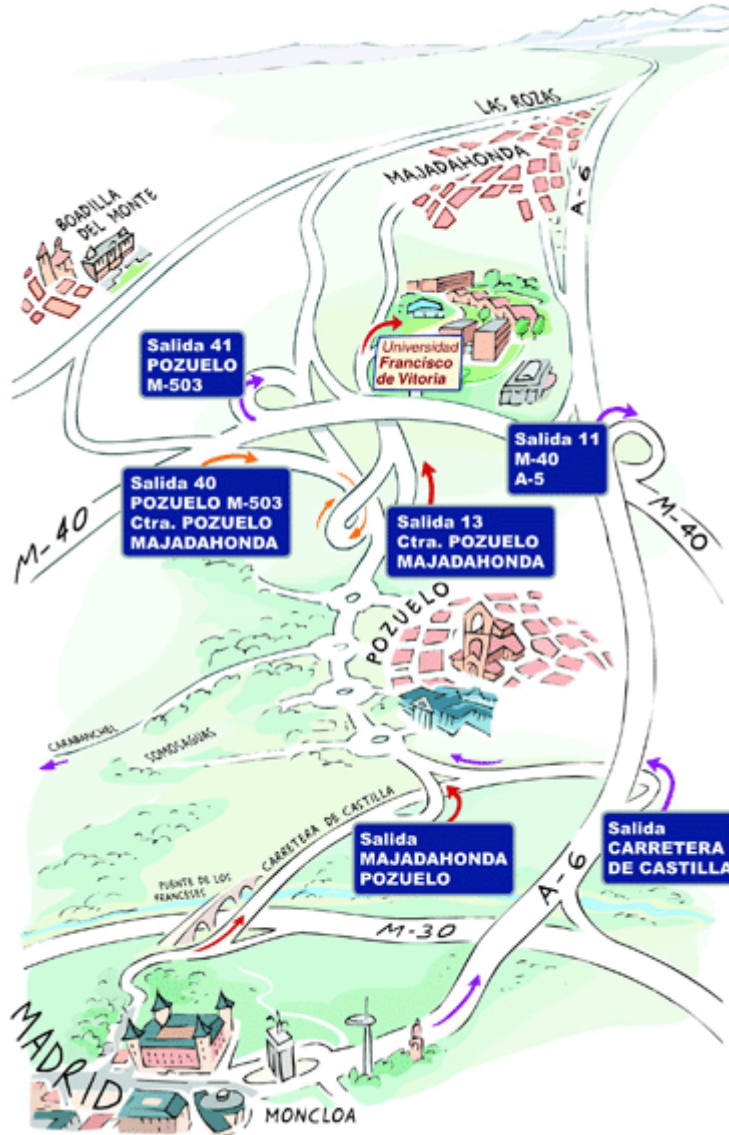 LAS ROZAS
MAJADAHONDA
A-6
BOADILLA
DEL MONTE
Salida 41
POZUELO
M-503
Universidad
Francisco
de Vitoria
Salida 11
M-40
A-5
Salida 40
POZUELO M-503
Ctra. POZUELO
MAJADAHONDA
M-40
Salida 13
Ctra. POZUELO
MAJADAHONDA
M-40
POZUELO
CARABANCHEL
SOMOSAGUAS
CARRETERA DE CASTILLA
Salida
MAJADAHONDA
POZUELO
Salida
CARRETERA
DE CASTILLA
PUENTE DE LOS
FRANCESES
A-6
M-30
MADRID
MONCLOA